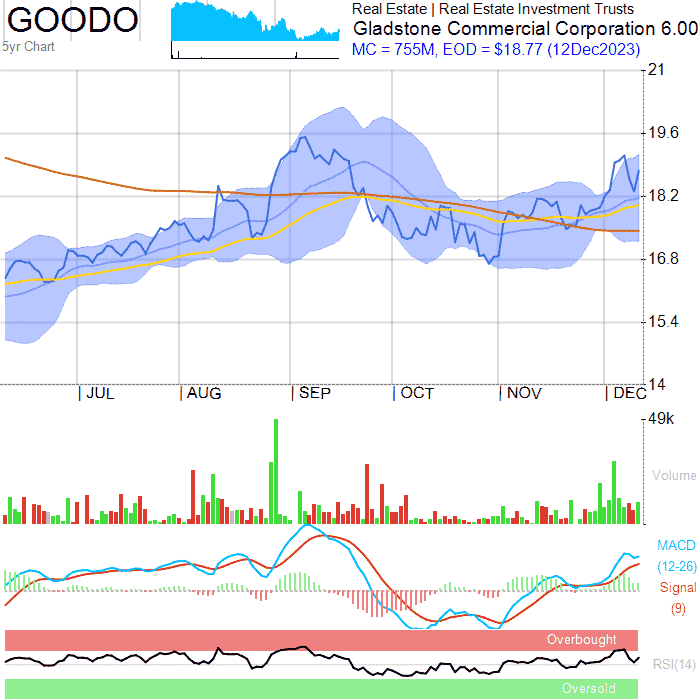 GOODO
5yr Chart
Real Estate | Real Estate Investment Trusts
Gladstone Commercial Corporation 6.00
MC = 755M, EOD = $18.77 (12Dec2023)
21
19.6
18.2
16.8
15.4
14
| JUL | AUG | SEP | OCT | NOV | DEC
49k
Volume
MACD
(12-26)
Signal
(9)
Overbought
RSI(14)
Oversold